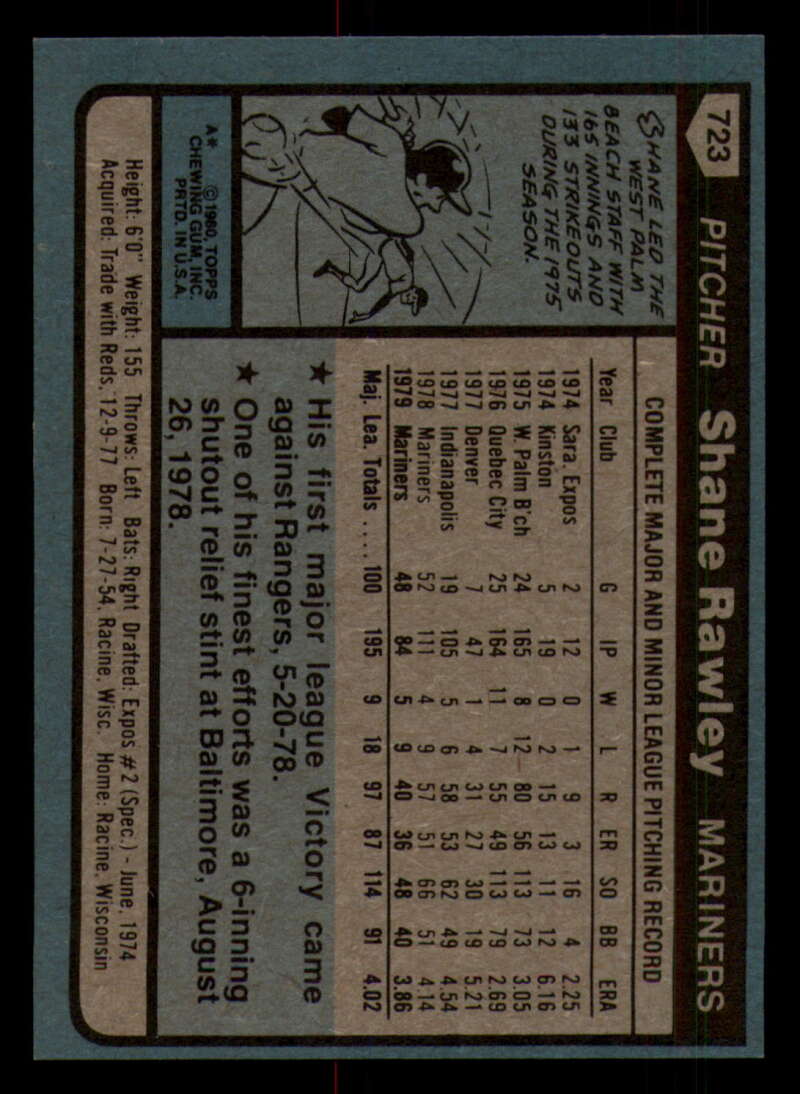 723 PITCHER Shane Rawley MARINERS
SHANE LED THE
WEST PALM
BEACH STAFF WITH
165 INNINGS AND
133 STRIKEOUTS
DURING THE 1975
SEASON.
A* © 1980, TOPPS
CHEWING GUM, INC.
PRTD. IN U.S.A.
COMPLETE MAJOR AND MINOR LEAGUE PITCHING RECORD
Year Club G IP W L R ER SO BB ERA
1974 Sara. Expos 2 12 0 1 9 3 16 4 2.25
1974 Kinston 5 19 0 2 15 13 11 12 6.16
1975 W. Palm B'ch 24 165 8 12 80 56 113 73 3.05
1976 Quebec City 25 164 11 7 55 49 113 79 2.69
1977 Denver 7 47 1 4 31 27 30 19 5.21
1977 Indianapolis 19 105 5 6 58 53 62 49 4.54
1978 Mariners 52 111 4 9 57 51 66 51 4.14
1979 Mariners 48 84 5 9 40 36 48 40 3.86
Maj. Lea. Totals .... 100 195 9 18 97 87 114 91 4.02
★ His first major league Victory came
against Rangers, 5-20-78.
★ One of his finest efforts was a 6-inning
shutout relief stint at Baltimore, August
26, 1978.
Height: 6'0" Weight: 155 Throws: Left Bats: Right Drafted: Expos #2 (Spec.) - June, 1974
Acquired: Trade with Reds, 12-9-77 Born: 7-27-54, Racine, Wisc. Home: Racine, Wisconsin